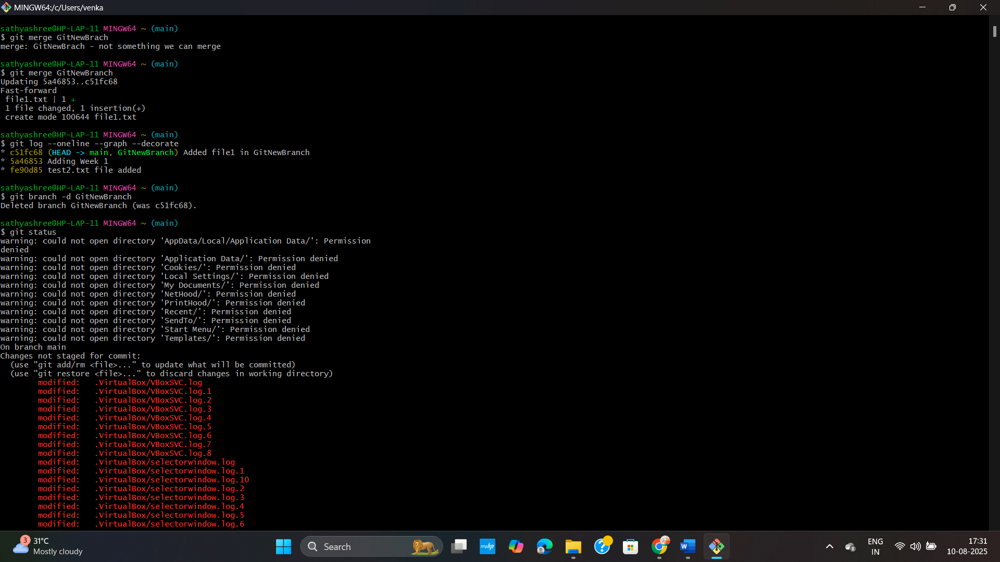 MINGW64:/c/Users/venka
sathyashree@HP-LAP-11 MINGW64 ~ (main)
$ git merge GitNewBrach
merge: GitNewBrach - not something we can merge
sathyashree@HP-LAP-11 MINGW64 ~ (main)
$ git merge GitNewBranch
Updating 5a46853..c51fc68
Fast-forward
file1.txt | 1 +
1 file changed, 1 insertion(+)
create mode 100644 file1.txt
sathyashree@HP-LAP-11 MINGW64 ~ (main)
$ git log --oneline --graph --decorate
* c51fc68 (HEAD -> main, GitNewBranch) Added file1 in GitNewBranch
* 5a46853 Adding Week 1
* fe90d85 test2.txt file added
sathyashree@HP-LAP-11 MINGW64 ~ (main)
$ git branch -d GitNewBranch
Deleted branch GitNewBranch (was c51fc68).
sathyashree@HP-LAP-11 MINGW64 ~ (main)
$ git status
warning: could not open directory 'AppData/Local/Application Data/': Permission
denied
warning: could not open directory 'Application Data/': Permission denied
warning: could not open directory 'Cookies/': Permission denied
warning: could not open directory 'Local Settings/': Permission denied
warning: could not open directory 'My Documents/': Permission denied
warning: could not open directory 'NetHood/': Permission denied
warning: could not open directory 'PrintHood/': Permission denied
warning: could not open directory 'Recent/': Permission denied
warning: could not open directory 'SendTo/': Permission denied
warning: could not open directory 'Start Menu/': Permission denied
warning: could not open directory 'Templates/': Permission denied
On branch main
Changes not staged for commit:
(use "git add/rm <file>..." to update what will be committed)
(use "git restore <file>..." to discard changes in working directory)
modified: .VirtualBox/VBoxSVC.log
modified: .VirtualBox/VBoxSVC.log.1
modified: .VirtualBox/VBoxSVC.log.2
modified: .VirtualBox/VBoxSVC.log.3
modified: .VirtualBox/VBoxSVC.log.4
modified: .VirtualBox/VBoxSVC.log.5
modified: .VirtualBox/VBoxSVC.log.6
modified: .VirtualBox/VBoxSVC.log.7
modified: .VirtualBox/VBoxSVC.log.8
modified: .VirtualBox/selectorwindow.log
modified: .VirtualBox/selectorwindow.log.1
modified: .VirtualBox/selectorwindow.log.10
modified: .VirtualBox/selectorwindow.log.2
modified: .VirtualBox/selectorwindow.log.3
modified: .VirtualBox/selectorwindow.log.4
modified: .VirtualBox/selectorwindow.log.5
modified: .VirtualBox/selectorwindow.log.6
3
31°C
Mostly cloudy
Search
myhp
W
ENG
IN
17:31
10-08-2025